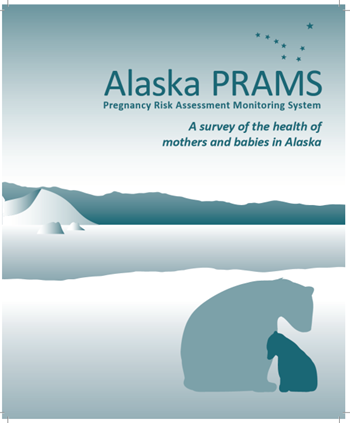 Alaska PRAMS
Pregnancy Risk Assessment Monitoring System
A survey of the health of
mothers and babies in Alaska